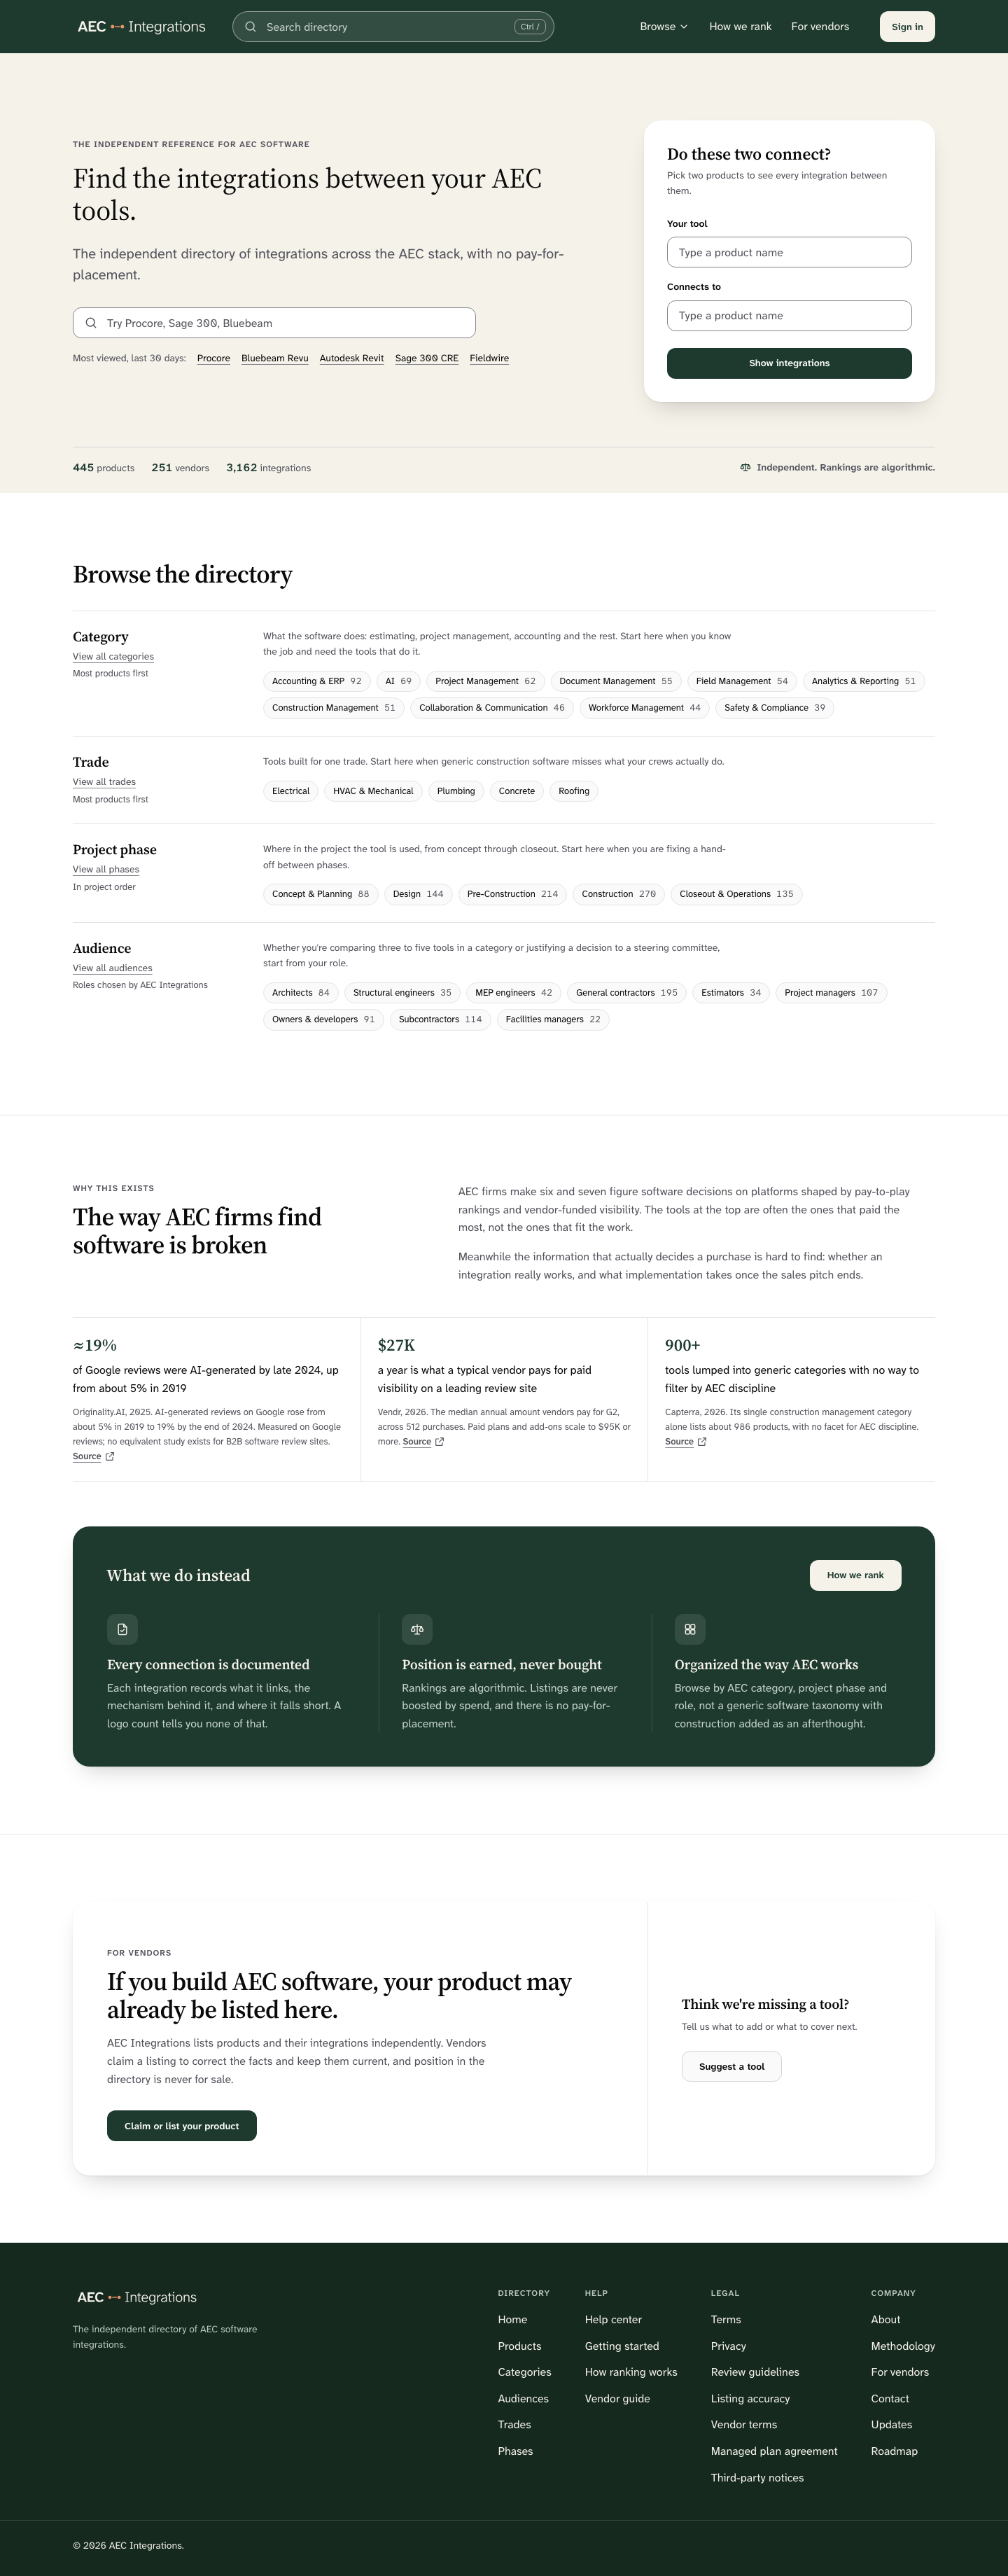 AEC Integrations
Search directory
Ctrl /
Browse
How we rank
For vendors
Sign in
THE INDEPENDENT REFERENCE FOR AEC SOFTWARE
Find the integrations between your AEC
tools.
The independent directory of integrations across the AEC stack, with no pay-for-
placement.
Try Procore, Sage 300, Bluebeam
Most viewed, last 30 days: Procore Bluebeam Revu Autodesk Revit Sage 300 CRE Fieldwire
Do these two connect?
Pick two products to see every integration between
them.
Your tool
Type a product name
Connects to
Type a product name
Show integrations
445 products 251 vendors 3,162 integrations
Independent. Rankings are algorithmic.
Browse the directory
Category
View all categories
Most products first
What the software does: estimating, project management, accounting and the rest. Start here when you know
the job and need the tools that do it.
Accounting & ERP 92 AI 69 Project Management 62 Document Management 55 Field Management 54 Analytics & Reporting 51
Construction Management 51 Collaboration & Communication 46 Workforce Management 44 Safety & Compliance 39
Trade
View all trades
Most products first
Tools built for one trade. Start here when generic construction software misses what your crews actually do.
Electrical HVAC & Mechanical Plumbing Concrete Roofing
Project phase
View all phases
In project order
Where in the project the tool is used, from concept through closeout. Start here when you are fixing a hand-
off between phases.
Concept & Planning 88 Design 144 Pre-Construction 214 Construction 270 Closeout & Operations 135
Audience
View all audiences
Roles chosen by AEC Integrations
Whether you're comparing three to five tools in a category or justifying a decision to a steering committee,
start from your role.
Architects 84 Structural engineers 35 MEP engineers 42 General contractors 195 Estimators 34 Project managers 107
Owners & developers 91 Subcontractors 114 Facilities managers 22
WHY THIS EXISTS
The way AEC firms find
software is broken
AEC firms make six and seven figure software decisions on platforms shaped by pay-to-play
rankings and vendor-funded visibility. The tools at the top are often the ones that paid the
most, not the ones that fit the work.
Meanwhile the information that actually decides a purchase is hard to find: whether an
integration really works, and what implementation takes once the sales pitch ends.
≈19%
of Google reviews were AI-generated by late 2024, up
from about 5% in 2019
Originality.AI, 2025. AI-generated reviews on Google rose from
about 5% in 2019 to 19% by the end of 2024. Measured on Google
reviews; no equivalent study exists for B2B software review sites.
Source
$27K
a year is what a typical vendor pays for paid
visibility on a leading review site
Vendr, 2026. The median annual amount vendors pay for G2,
across 512 purchases. Paid plans and add-ons scale to $95K or
more. Source
900+
tools lumped into generic categories with no way to
filter by AEC discipline
Capterra, 2026. Its single construction management category
alone lists about 986 products, with no facet for AEC discipline.
Source
What we do instead
How we rank
Every connection is documented
Each integration records what it links, the
mechanism behind it, and where it falls short. A
logo count tells you none of that.
Position is earned, never bought
Rankings are algorithmic. Listings are never
boosted by spend, and there is no pay-for-
placement.
Organized the way AEC works
Browse by AEC category, project phase and
role, not a generic software taxonomy with
construction added as an afterthought.
FOR VENDORS
If you build AEC software, your product may
already be listed here.
AEC Integrations lists products and their integrations independently. Vendors
claim a listing to correct the facts and keep them current, and position in the
directory is never for sale.
Claim or list your product
Think we're missing a tool?
Tell us what to add or what to cover next.
Suggest a tool
AEC Integrations
The independent directory of AEC software
integrations.
DIRECTORY
Home
Products
Categories
Audiences
Trades
Phases
HELP
Help center
Getting started
How ranking works
Vendor guide
LEGAL
Terms
Privacy
Review guidelines
Listing accuracy
Vendor terms
Managed plan agreement
Third-party notices
COMPANY
About
Methodology
For vendors
Contact
Updates
Roadmap
© 2026 AEC Integrations.